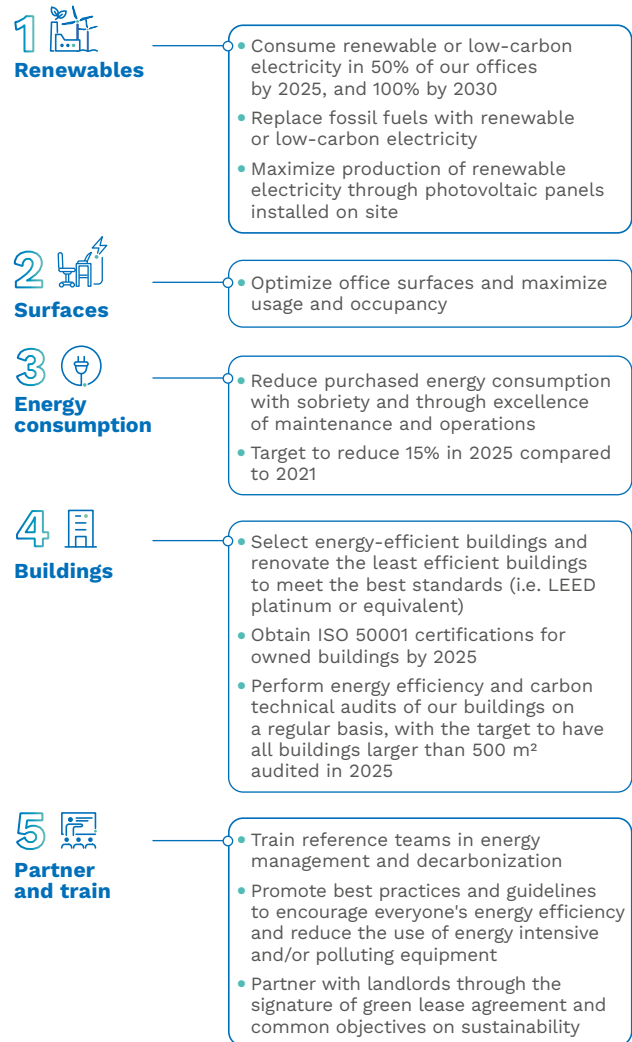 1
Renewables
• Consume renewable or low-carbon
electricity in 50% of our offices
by 2025, and 100% by 2030
• Replace fossil fuels with renewable
or low-carbon electricity
• Maximize production of renewable
electricity through photovoltaic panels
installed on site
2
Surfaces
• Optimize office surfaces and maximize
usage and occupancy
3
Energy
consumption
• Reduce purchased energy consumption
with sobriety and through excellence
of maintenance and operations
• Target to reduce 15% in 2025 compared
to 2021
4
Buildings
• Select energy-efficient buildings and
renovate the least efficient buildings
to meet the best standards (i.e. LEED
platinum or equivalent)
• Obtain ISO 50001 certifications for
owned buildings by 2025
• Perform energy efficiency and carbon
technical audits of our buildings on
a regular basis, with the target to have
all buildings larger than 500 m²
audited in 2025
5
Partner
and train
• Train reference teams in energy
management and decarbonization
• Promote best practices and guidelines
to encourage everyone's energy efficiency
and reduce the use of energy intensive
and/or polluting equipment
• Partner with landlords through the
signature of green lease agreement and
common objectives on sustainability